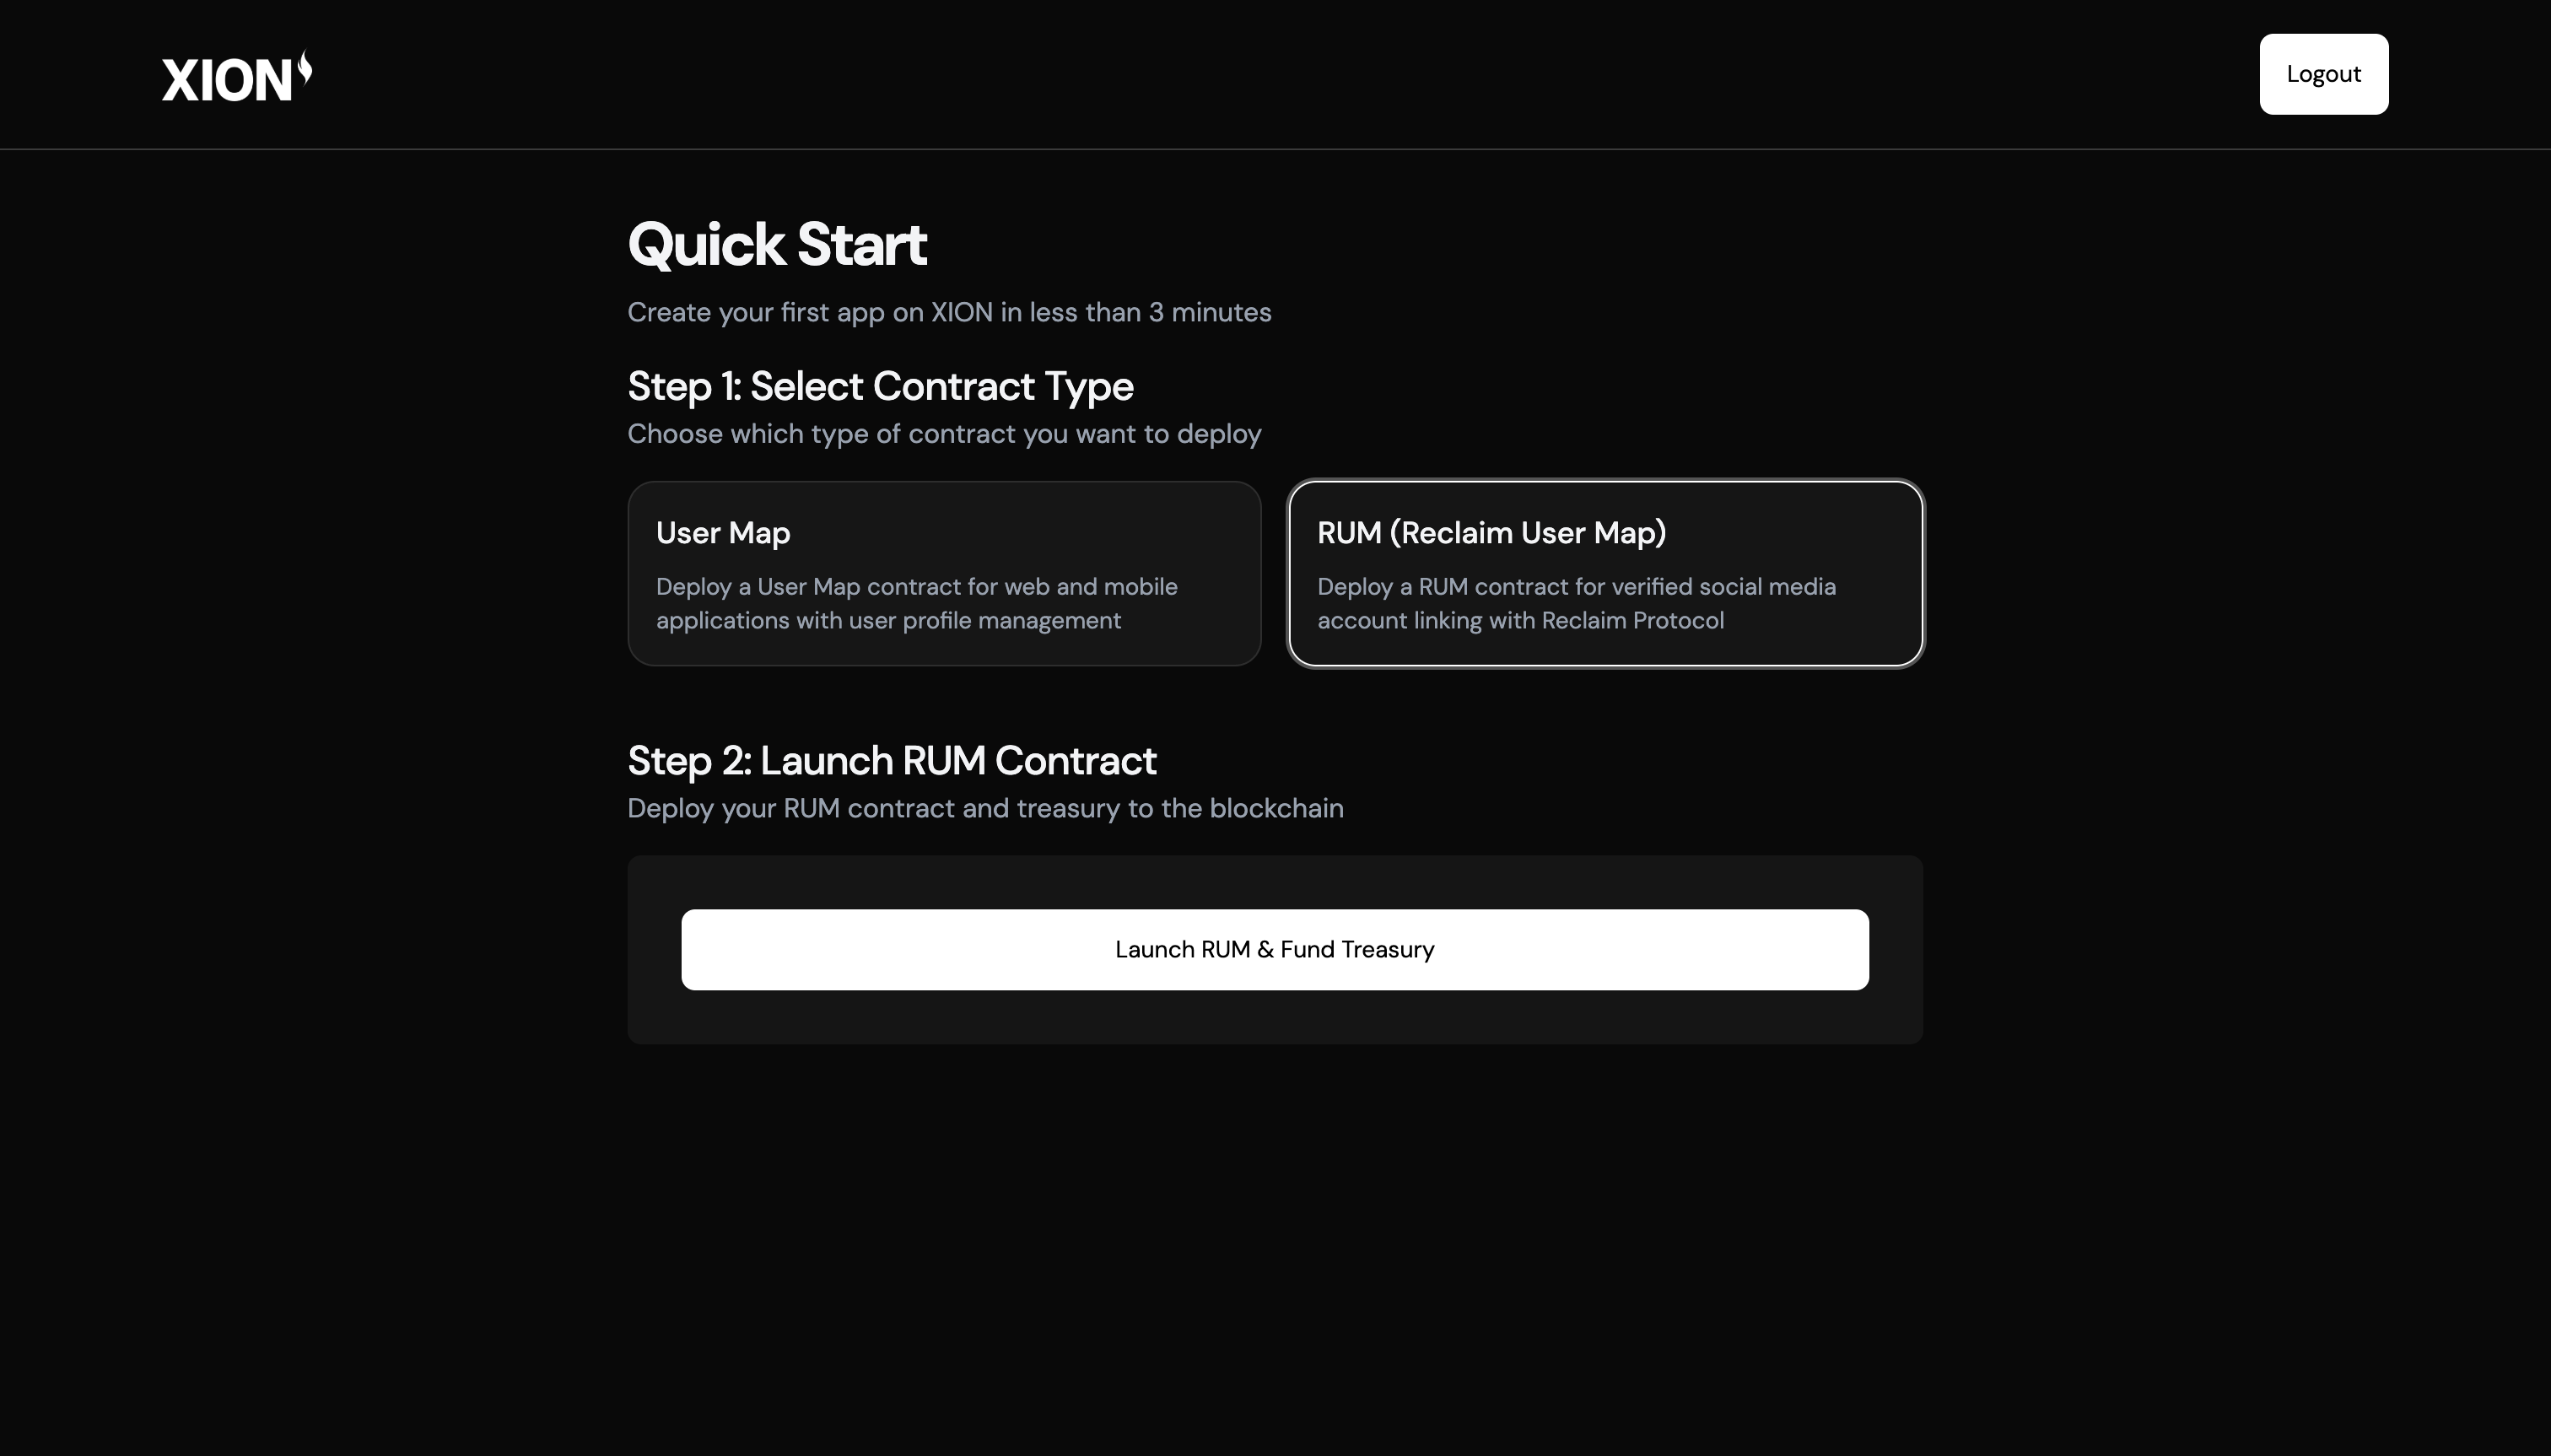 XION
Logout
Quick Start
Create your first app on XION in less than 3 minutes
Step 1: Select Contract Type
Choose which type of contract you want to deploy
User Map
Deploy a User Map contract for web and mobile
applications with user profile management
RUM (Reclaim User Map)
Deploy a RUM contract for verified social media
account linking with Reclaim Protocol
Step 2: Launch RUM Contract
Deploy your RUM contract and treasury to the blockchain
Launch RUM & Fund Treasury